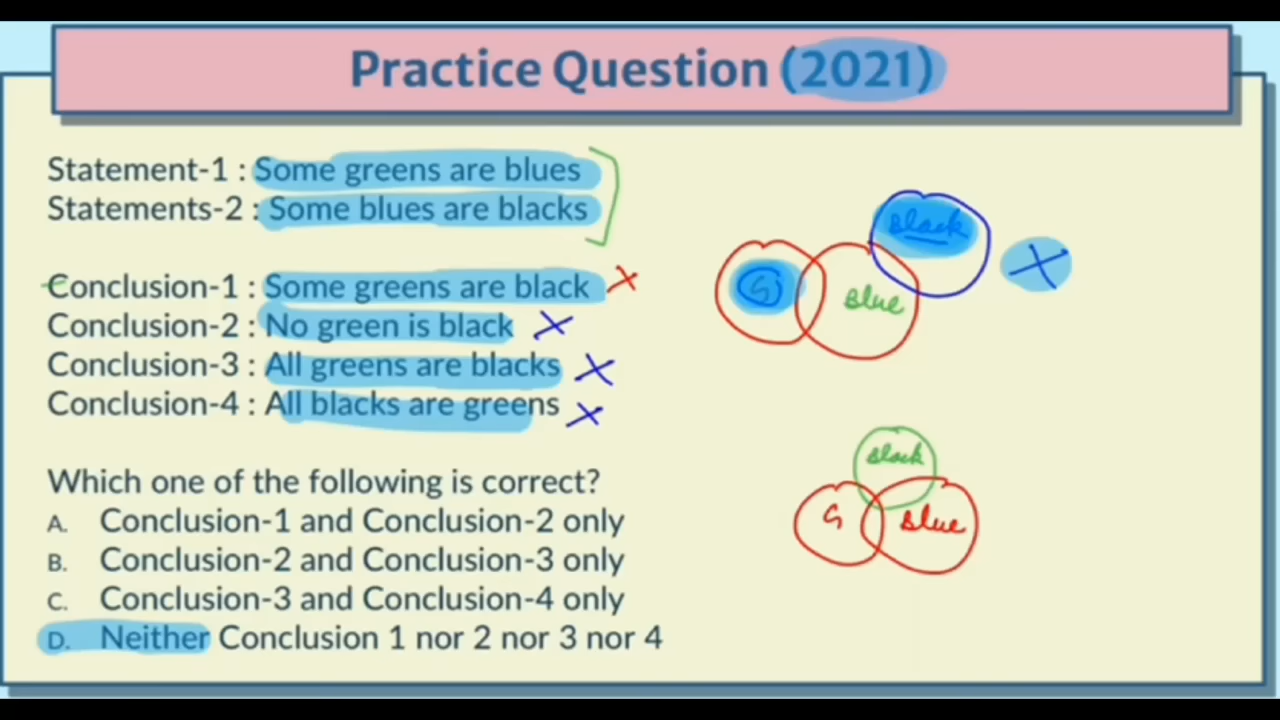 Practice Question (2021)
Statement-1 : Some greens are blues
Statements-2 : Some blues are blacks
Conclusion-1 : Some greens are black
Conclusion-2 : No green is black
Conclusion-3 : All greens are blacks
Conclusion-4 : All blacks are greens
Which one of the following is correct?
A. Conclusion-1 and Conclusion-2 only
B. Conclusion-2 and Conclusion-3 only
C. Conclusion-3 and Conclusion-4 only
D. Neither Conclusion 1 nor 2 nor 3 nor 4
Black
G
Blue
Black
G
Blue